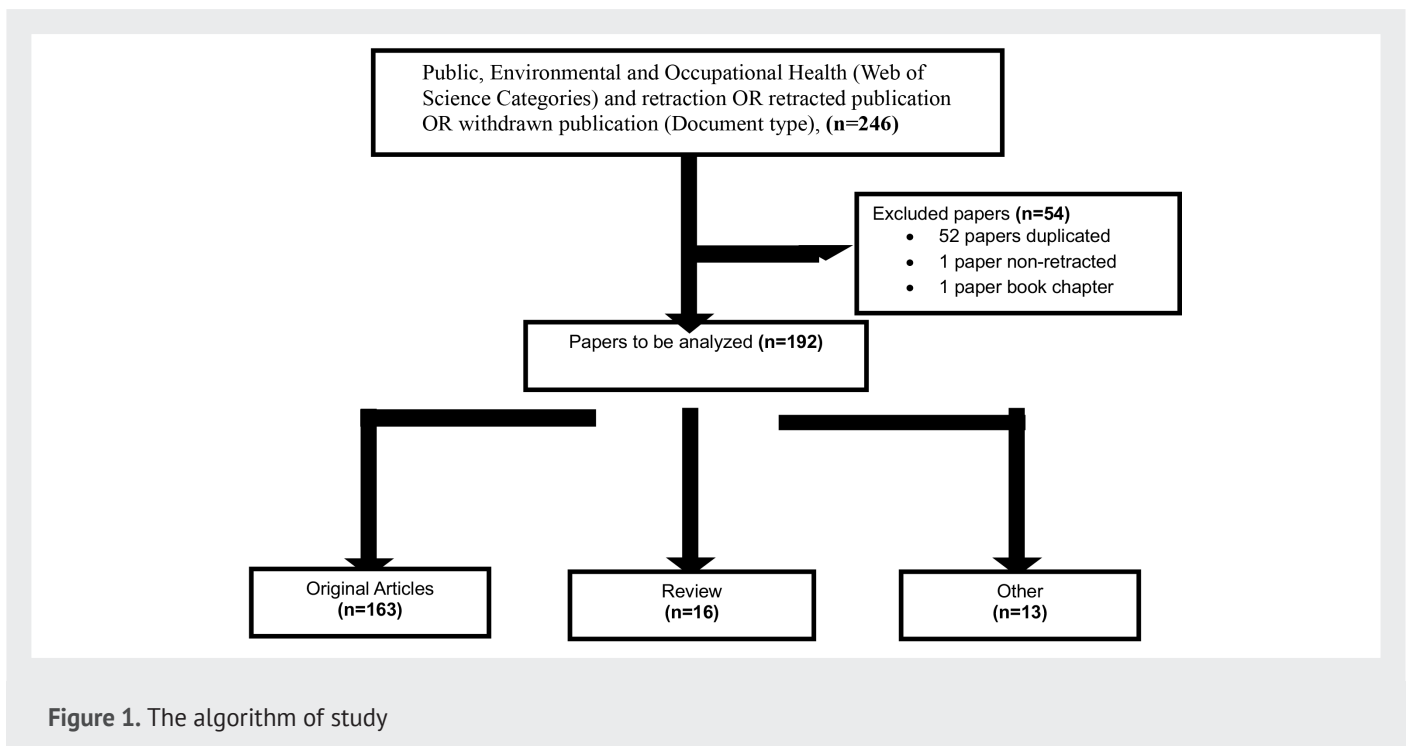 Public, Environmental and Occupational Health (Web of
Science Categories) and retraction OR retracted publication
OR withdrawn publication (Document type), (n=246)
Excluded papers (n=54)
• 52 papers duplicated
• 1 paper non-retracted
• 1 paper book chapter
Papers to be analyzed (n=192)
Original Articles
(n=163)
Review
(n=16)
Other
(n=13)
Figure 1. The algorithm of study